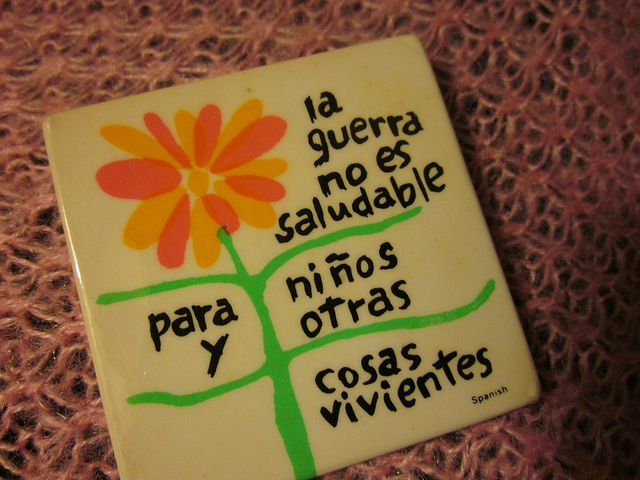 la
guerra
no es
saludable
para niños
y otras
cosas
vivientes
Spanish